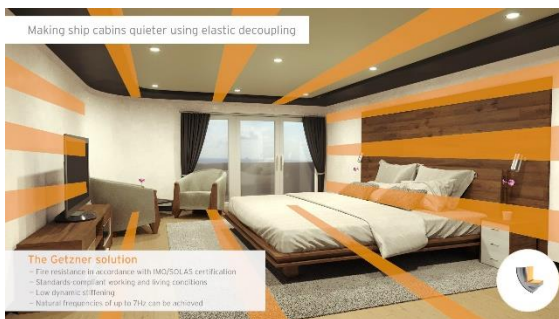 Making ship cabins quieter using elastic decoupling
The Getzner solution
— Fire resistance in accordance with IMO/SOLAS certification
— Standards compliant working and living conditions
— Low dynamic stiffening
— Natural frequencies of up to 7Hz can be achieved